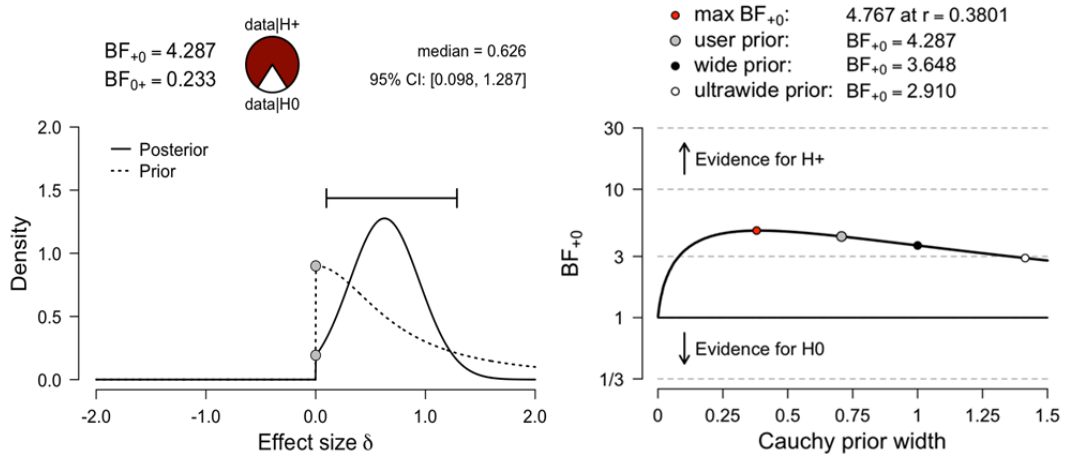 data|H+
BF+0 = 4.287
BF0+ = 0.233
data|H0
median = 0.626
95% CI: [0.098, 1.287]
2.0
1.5
1.0
0.5
0.0
Density
Posterior
Prior
-2.0 -1.0 0.0 1.0 2.0
Effect size δ
max BF+0: 4.767 at r = 0.3801
user prior: BF+0 = 4.287
wide prior: BF+0 = 3.648
ultrawide prior: BF+0 = 2.910
30
10
3
1
1/3
BF+0
Evidence for H+
Evidence for H0
0 0.25 0.5 0.75 1 1.25 1.5
Cauchy prior width